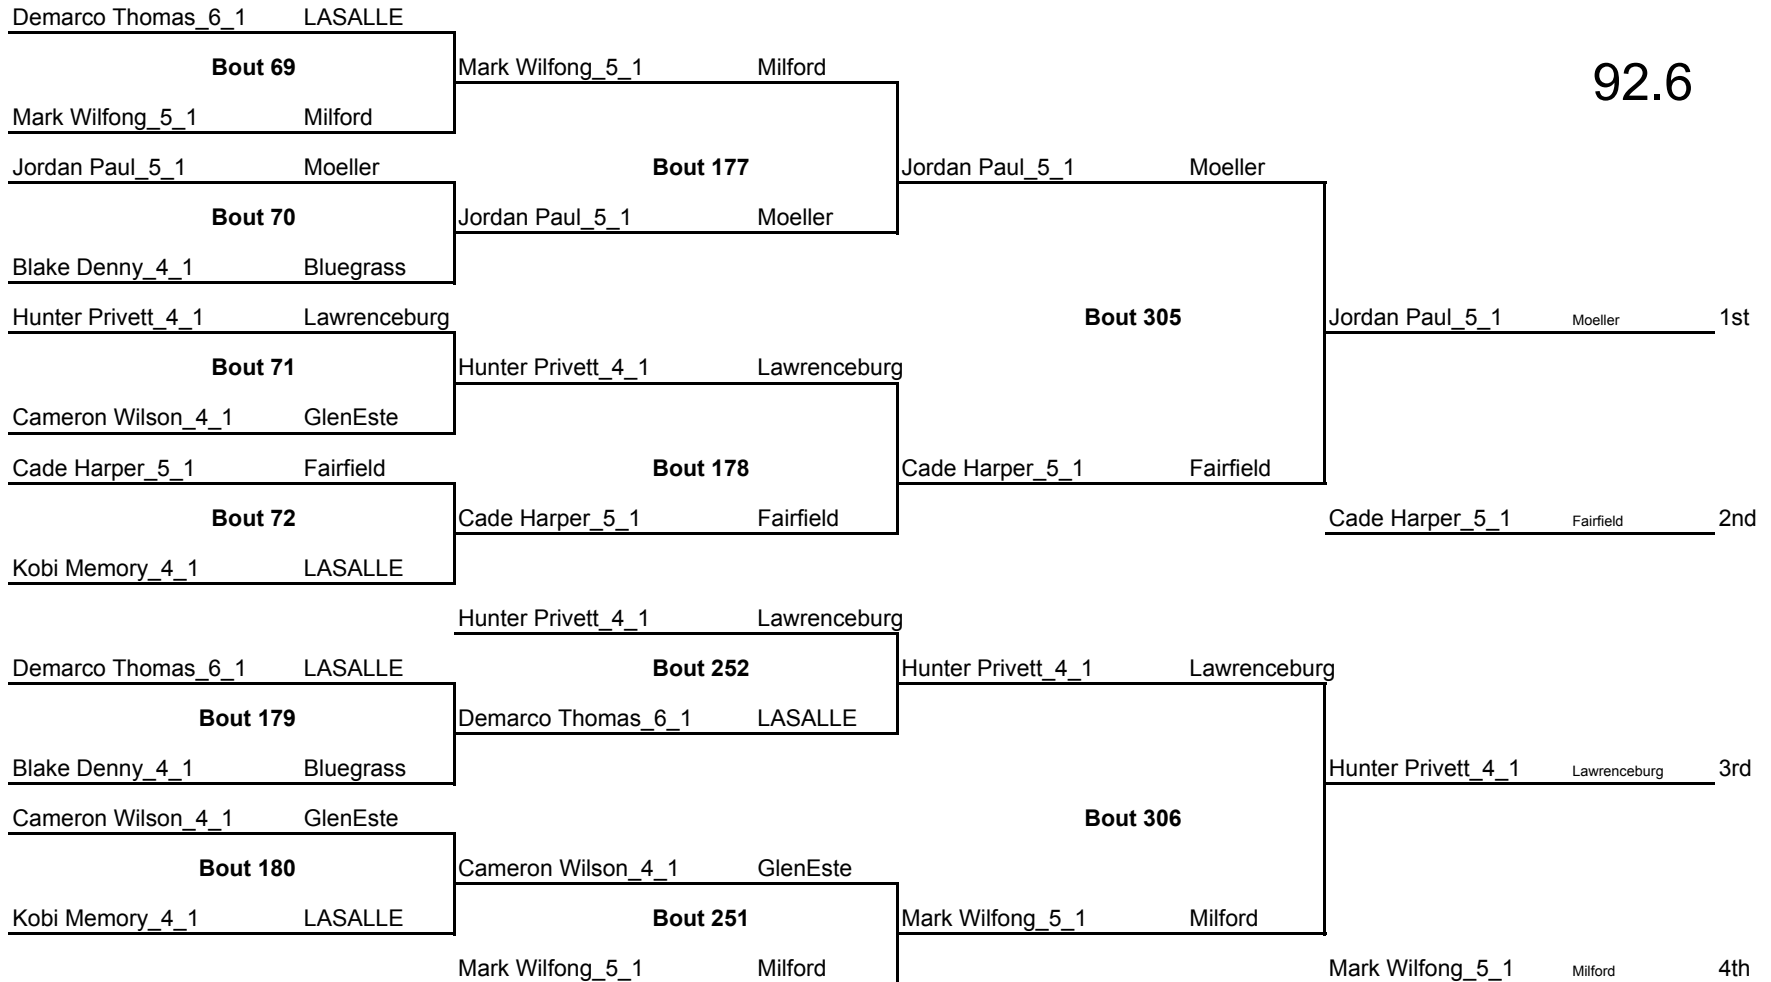 Demarco Thomas_6_1 LASALLE
Bout 69 Mark Wilfong_5_1 Milford
92.6
Mark Wilfong_5_1 Milford
Jordan Paul_5_1 Moeller Bout 177 Jordan Paul_5_1 Moeller
Bout 70 Jordan Paul_5_1 Moeller
Blake Denny_4_1 Bluegrass
Hunter Privett_4_1 Lawrenceburg Bout 305 Jordan Paul_5_1 Moeller 1st
Bout 71 Hunter Privett_4_1 Lawrenceburg
Cameron Wilson_4_1 GlenEste
Cade Harper_5_1 Fairfield Bout 178 Cade Harper_5_1 Fairfield
Bout 72 Cade Harper_5_1 Fairfield Cade Harper_5_1 Fairfield 2nd
Kobi Memory_4_1 LASALLE
Hunter Privett_4_1 Lawrenceburg
Demarco Thomas_6_1 LASALLE Bout 252 Hunter Privett_4_1 Lawrenceburg
Bout 179 Demarco Thomas_6_1 LASALLE
Blake Denny_4_1 Bluegrass Hunter Privett_4_1 Lawrenceburg 3rd
Cameron Wilson_4_1 GlenEste Bout 306
Bout 180 Cameron Wilson_4_1 GlenEste
Kobi Memory_4_1 LASALLE Bout 251 Mark Wilfong_5_1 Milford
Mark Wilfong_5_1 Milford Mark Wilfong_5_1 Milford 4th